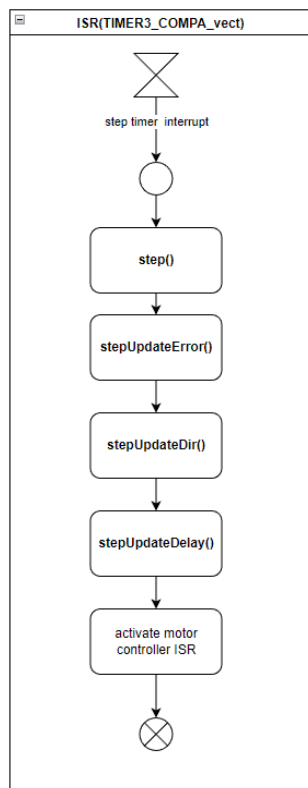 ISR(TIMER3_COMPA_vect)
step timer interrupt
step()
stepUpdateError()
stepUpdateDir()
stepUpdateDelay()
activate motor
controller ISR